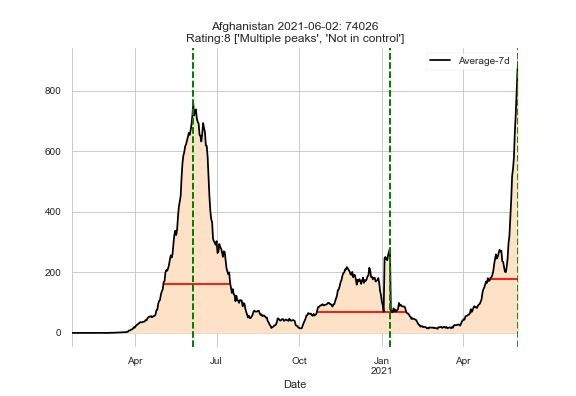 Afghanistan 2021-06-02: 74026
Rating:8 ['Multiple peaks', 'Not in control']
Average-7d
800
600
400
200
0
Apr
Jul
Oct
Jan
2021
Apr
Date